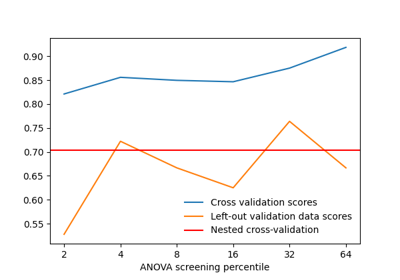 0.90
0.85
0.80
0.75
0.70
0.65
0.60
0.55
Cross validation scores
Left-out validation data scores
Nested cross-validation
2 4 8 16 32 64
ANOVA screening percentile